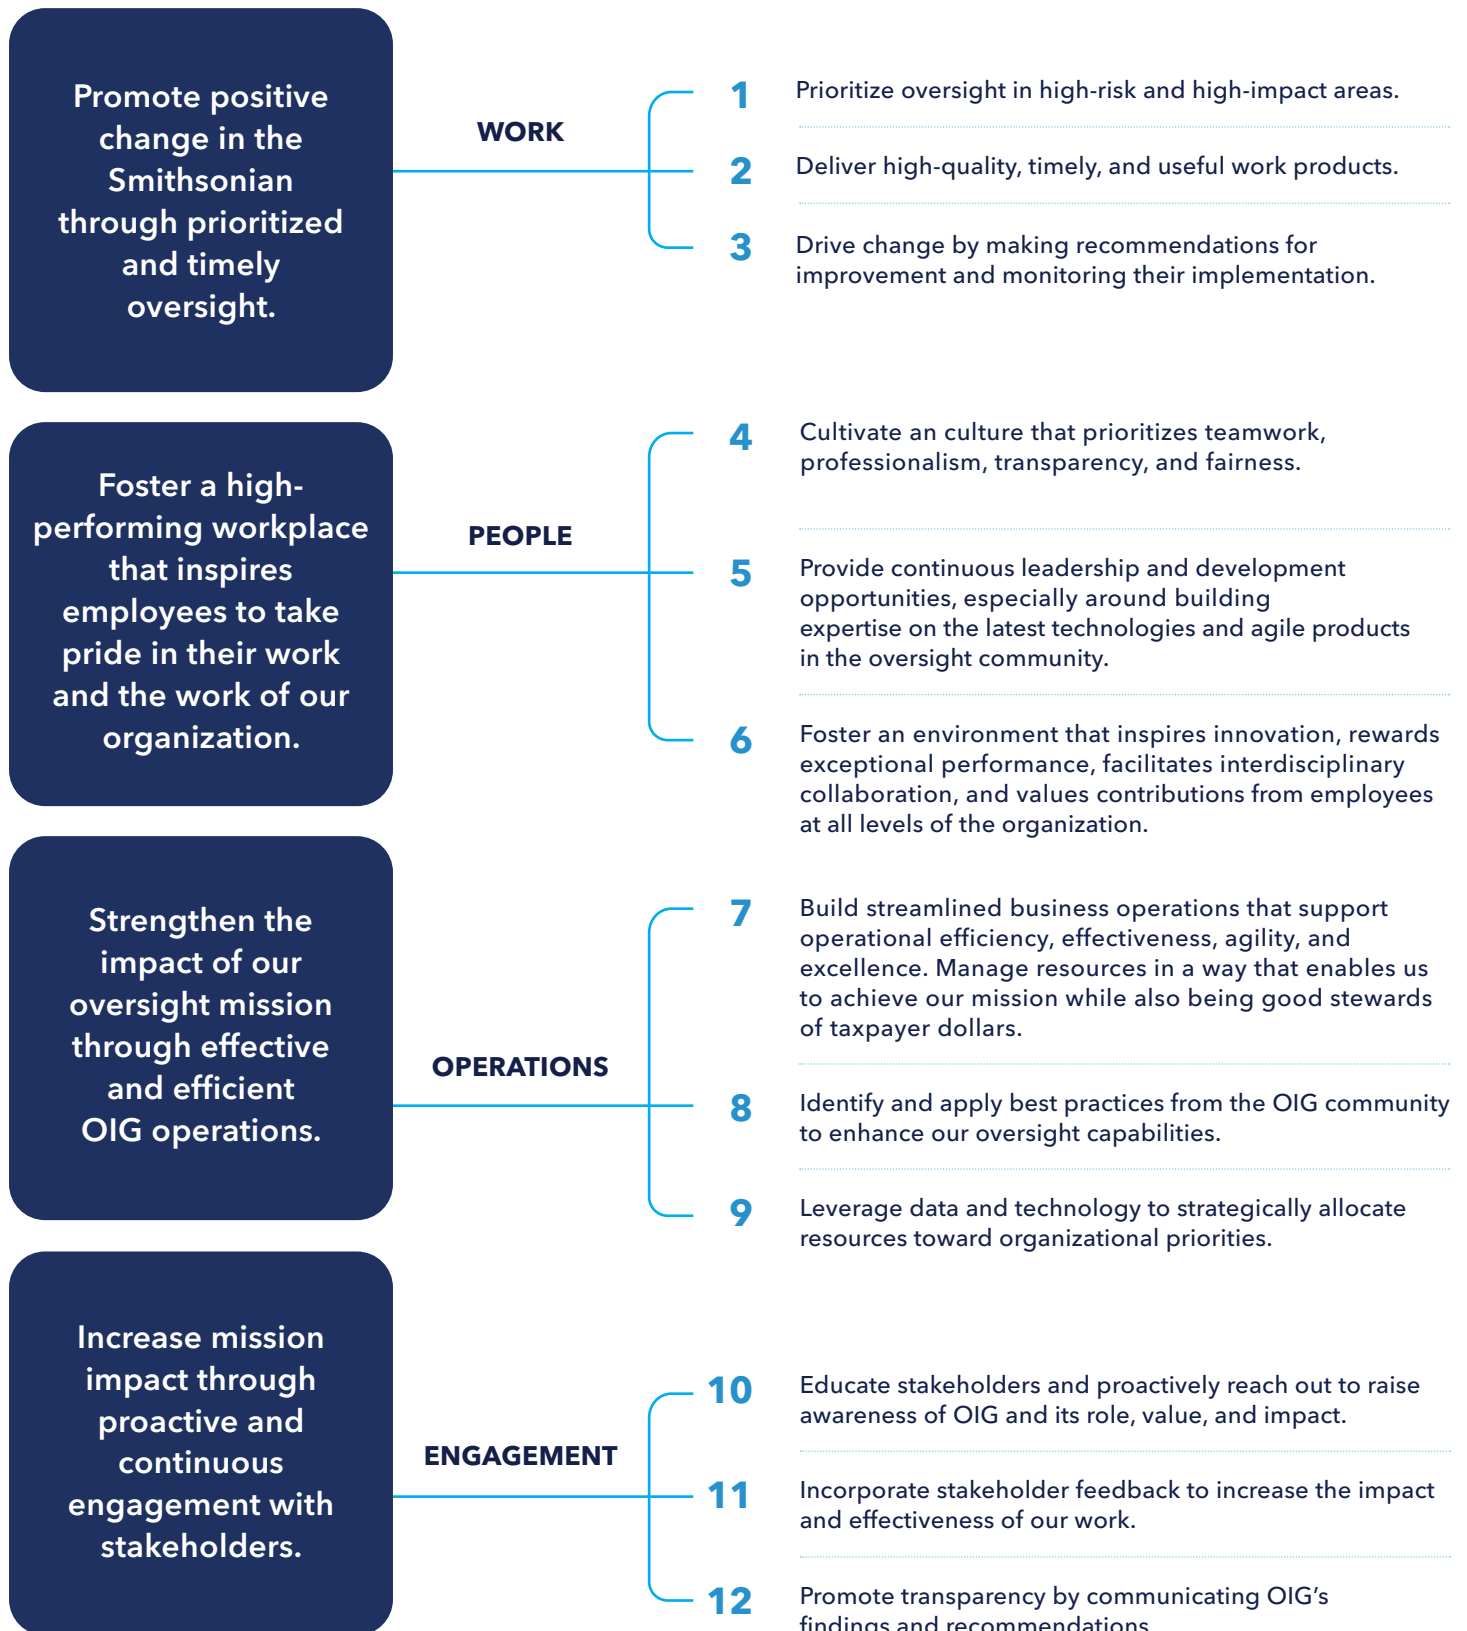 Promote positive
change in the
Smithsonian
through prioritized
and timely
oversight.
WORK
1 Prioritize oversight in high-risk and high-impact areas.
2 Deliver high-quality, timely, and useful work products.
3 Drive change by making recommendations for
improvement and monitoring their implementation.
Foster a high-
performing workplace
that inspires
employees to take
pride in their work
and the work of our
organization.
PEOPLE
4 Cultivate an culture that prioritizes teamwork,
professionalism, transparency, and fairness.
5 Provide continuous leadership and development
opportunities, especially around building
expertise on the latest technologies and agile products
in the oversight community.
6 Foster an environment that inspires innovation, rewards
exceptional performance, facilitates interdisciplinary
collaboration, and values contributions from employees
at all levels of the organization.
Strengthen the
impact of our
oversight mission
through effective
and efficient
OIG operations.
OPERATIONS
7 Build streamlined business operations that support
operational efficiency, effectiveness, agility, and
excellence. Manage resources in a way that enables us
to achieve our mission while also being good stewards
of taxpayer dollars.
8 Identify and apply best practices from the OIG community
to enhance our oversight capabilities.
9 Leverage data and technology to strategically allocate
resources toward organizational priorities.
Increase mission
impact through
proactive and
continuous
engagement with
stakeholders.
ENGAGEMENT
10 Educate stakeholders and proactively reach out to raise
awareness of OIG and its role, value, and impact.
11 Incorporate stakeholder feedback to increase the impact
and effectiveness of our work.
12 Promote transparency by communicating OIG's
findings and recommendations